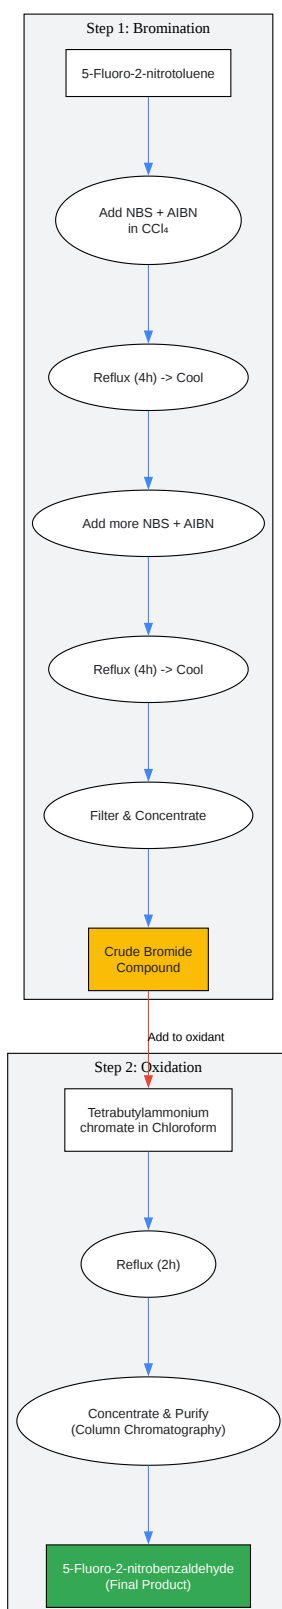 Step 1: Bromination
5-Fluoro-2-nitrotoluene
Add NBS + AIBN
in CCl₄
Reflux (4h) -> Cool
Add more NBS + AIBN
Reflux (4h) -> Cool
Filter & Concentrate
Crude Bromide
Compound
Add to oxidant
Step 2: Oxidation
Tetrabutylammonium
chromate in Chloroform
Reflux (2h)
Concentrate & Purify
(Column Chromatography)
5-Fluoro-2-nitrobenzaldehyde
(Final Product)